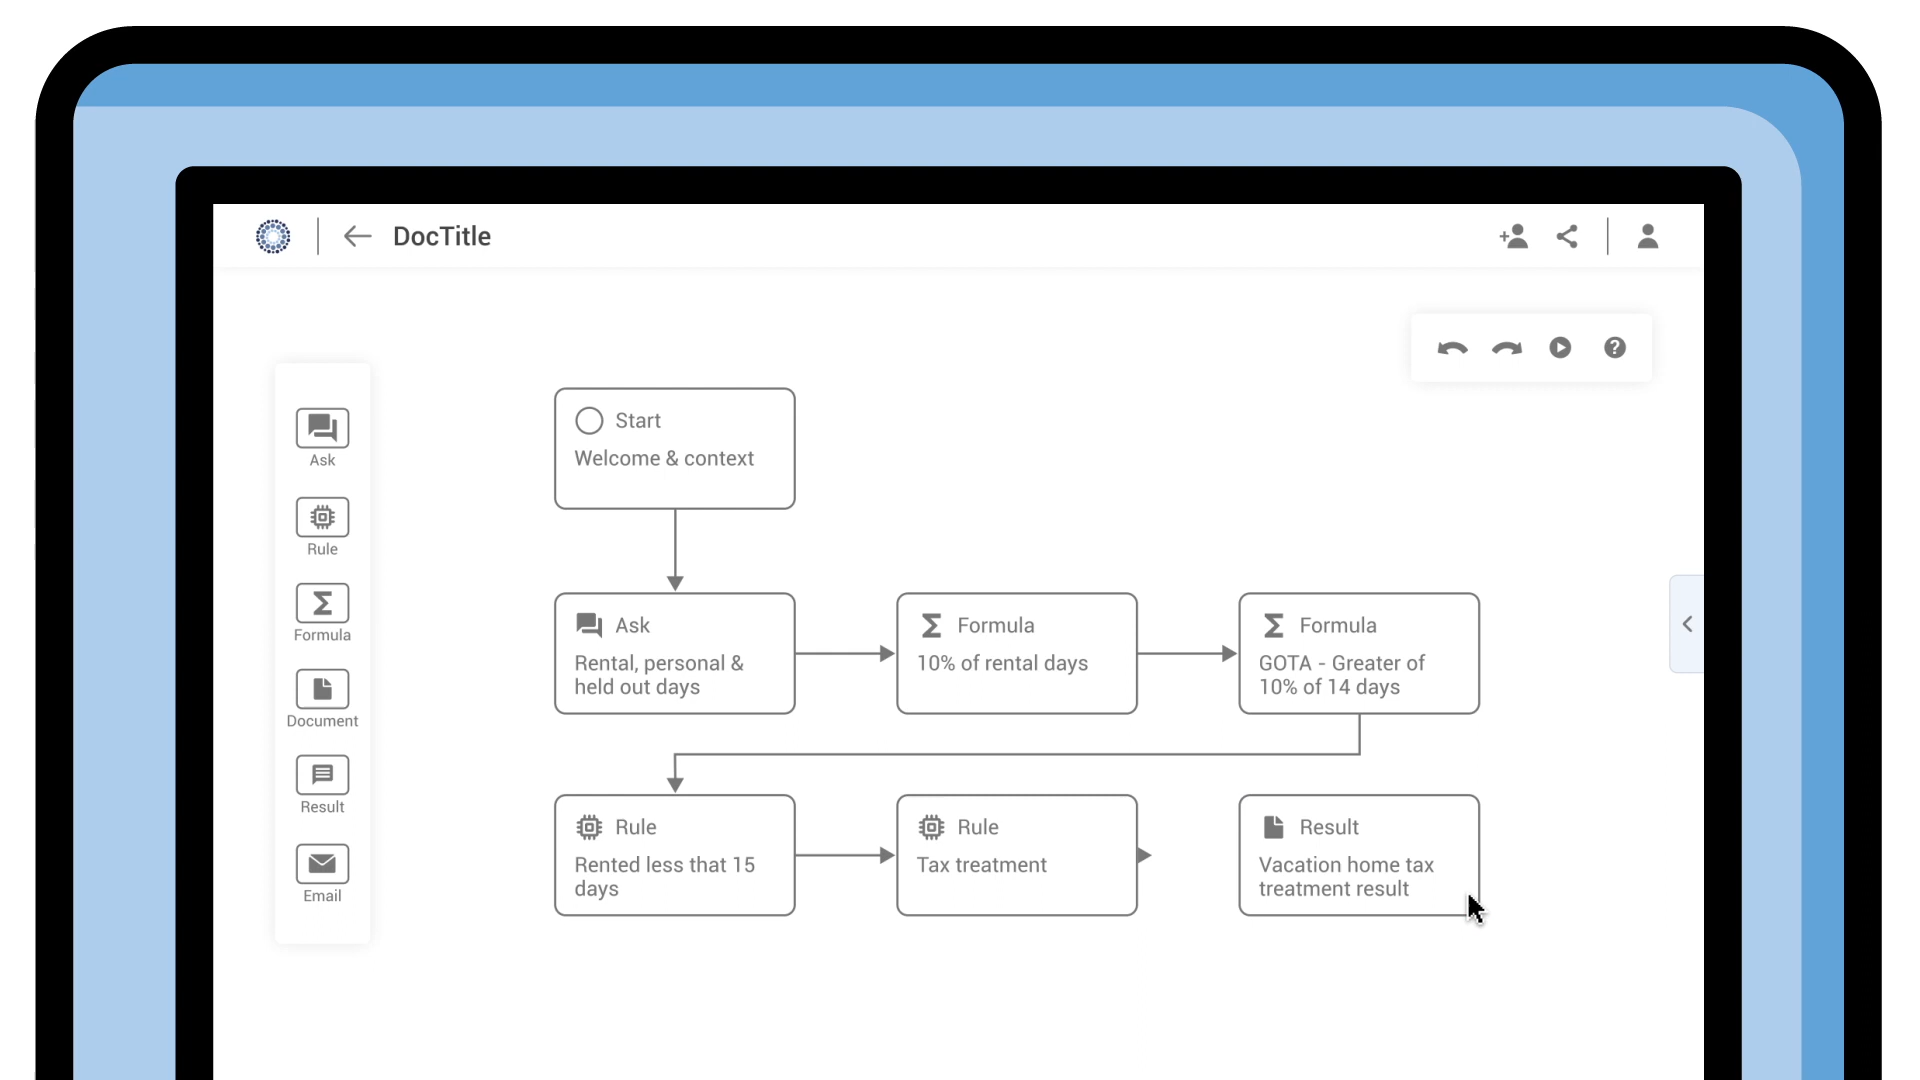 DocTitle
Ask
Rule
Formula
Document
Result
Email
Start
Welcome & context
Ask
Rental, personal &
held out days
Formula
10% of rental days
Formula
GOTA - Greater of
10% of 14 days
Rule
Rented less that 15
days
Rule
Tax treatment
Result
Vacation home tax
treatment result